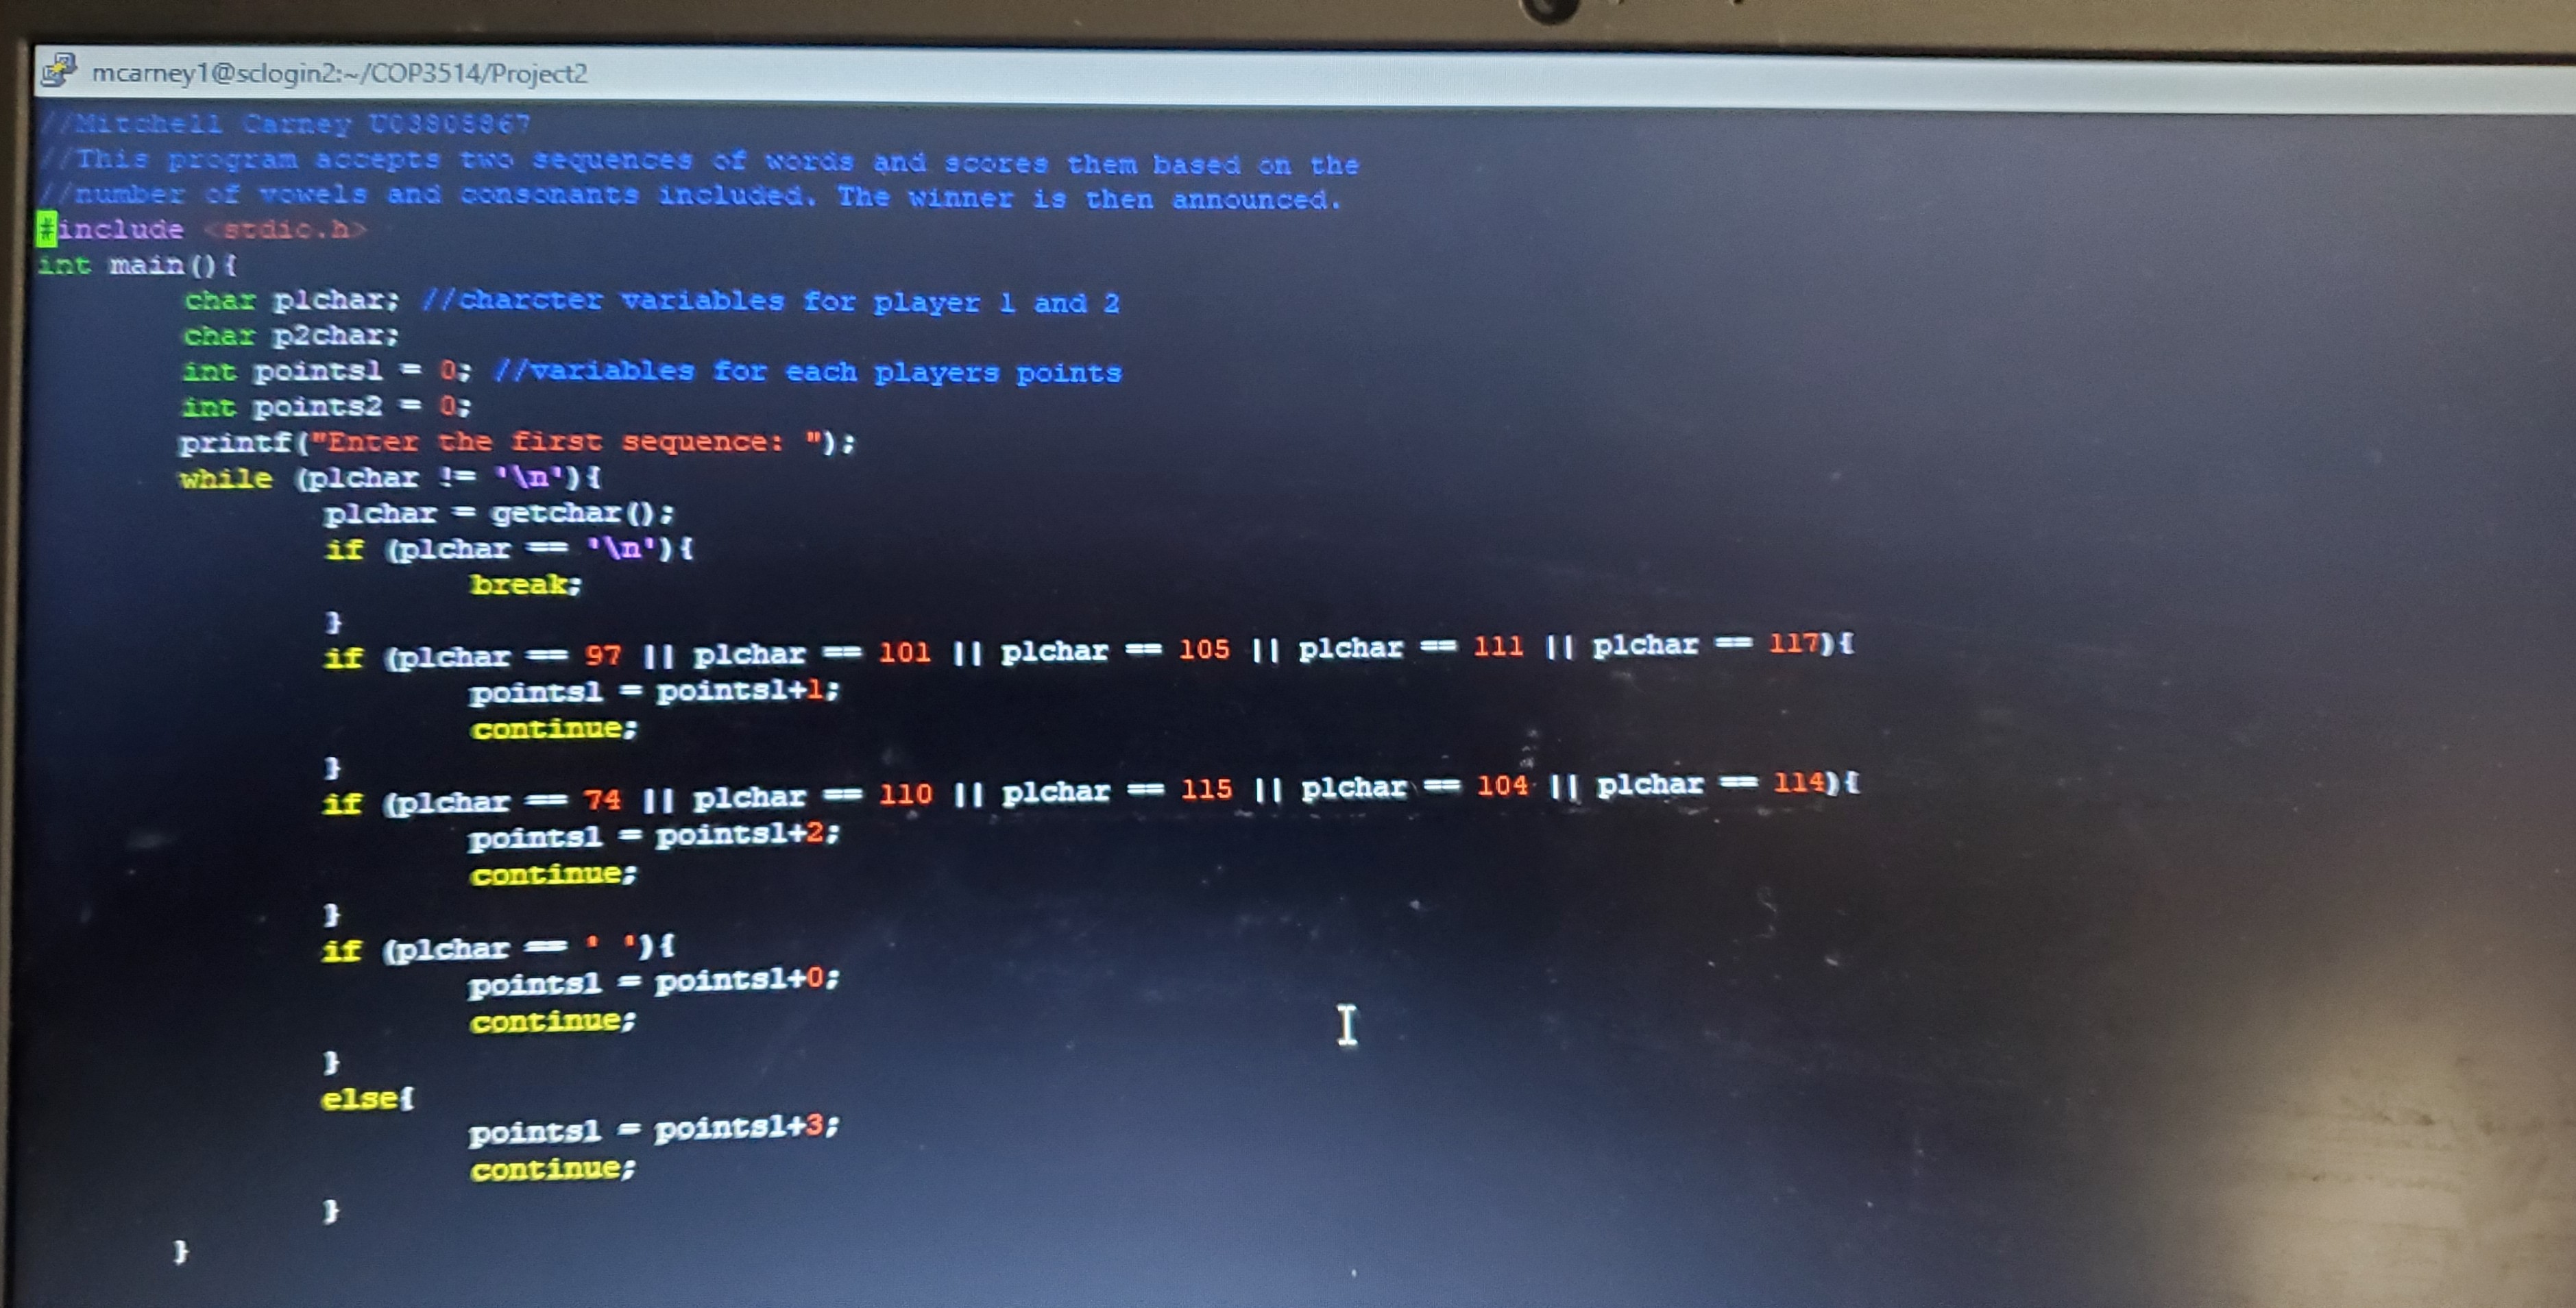 mcarney1@sclogin2:~/COP3514/Project2
//Mitchell Carney U03808867
//This program accepts two sequences of words and scores them based on the
//number of vowels and consonants included. The winner is then announced.
#include <stdio.h>
int main(){
char p1char; //charcter variables for player 1 and 2
char p2char;
int points1 = 0; //variables for each players points
int points2 = 0;
printf("Enter the first sequence: ");
while (p1char != '\n'){
p1char = getchar();
if (p1char == '\n'){
break;
}
if (p1char == 97 || p1char == 101 || p1char == 105 || p1char == 111 || p1char == 117){
points1 = points1+1;
continue;
}
if (p1char == 74 || p1char == 110 || p1char == 115 || p1char == 104 || p1char == 114){
points1 = points1+2;
continue;
}
if (p1char == ' '){
points1 = points1+0;
continue;
}
else{
points1 = points1+3;
continue;
}
}